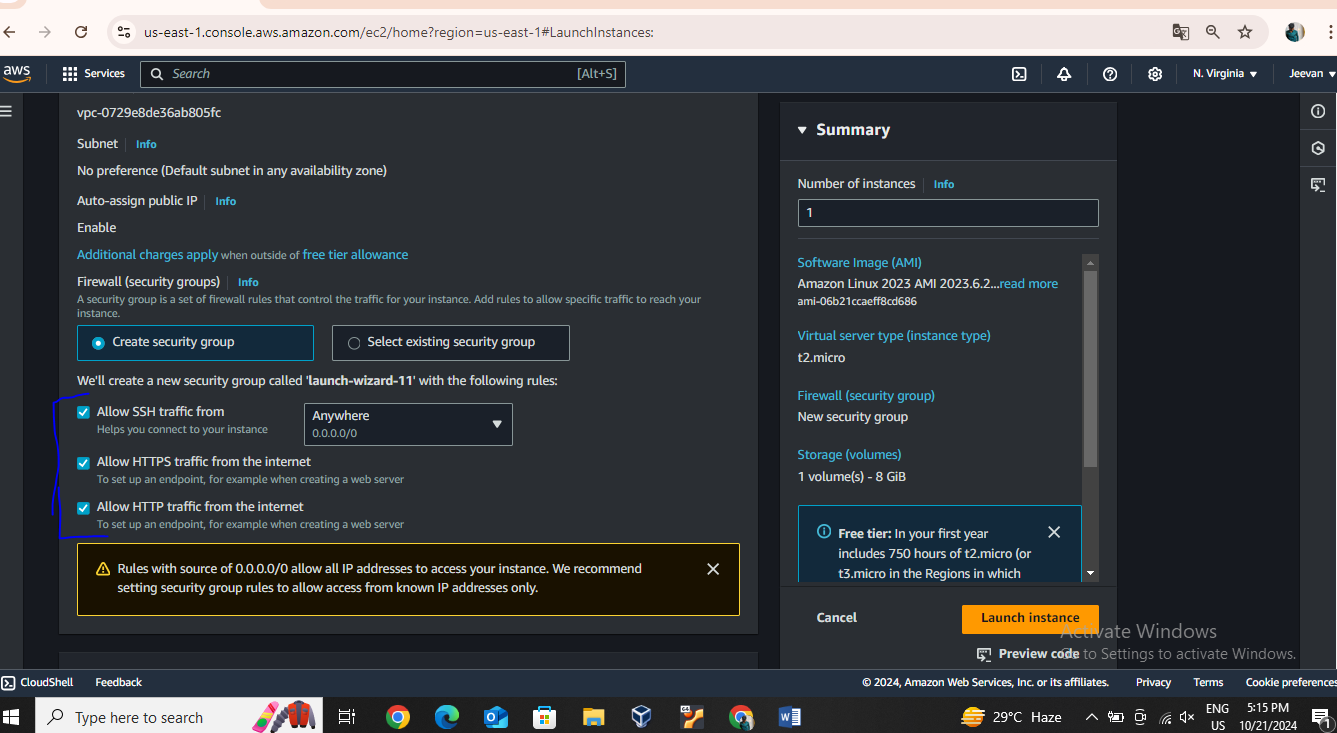 us-east-1.console.aws.amazon.com/ec2/home?region=us-east-1#LaunchInstances:
aws
Services
Search
[Alt+S]
N. Virginia
Jeevan
vpc-0729e8de36ab805fc
Subnet
Info
No preference (Default subnet in any availability zone)
Auto-assign public IP
Info
Enable
Additional charges apply when outside of free tier allowance
Firewall (security groups)
Info
A security group is a set of firewall rules that control the traffic for your instance. Add rules to allow specific traffic to reach your
instance.
Create security group
Select existing security group
We'll create a new security group called 'launch-wizard-11' with the following rules:
Allow SSH traffic from
Helps you connect to your instance
Anywhere
0.0.0.0/0
Allow HTTPS traffic from the internet
To set up an endpoint, for example when creating a web server
Allow HTTP traffic from the internet
To set up an endpoint, for example when creating a web server
Rules with source of 0.0.0.0/0 allow all IP addresses to access your instance. We recommend
setting security group rules to allow access from known IP addresses only.
Summary
Number of instances
Info
1
Software Image (AMI)
Amazon Linux 2023 AMI 2023.6.2...read more
ami-06b21ccaeff8cd686
Virtual server type (instance type)
t2.micro
Firewall (security group)
New security group
Storage (volumes)
1 volume(s) - 8 GiB
Free tier: In your first year
includes 750 hours of t2.micro (or
t3.micro in the Regions in which
Cancel
Launch instance
Preview code
Activate Windows
Go to Settings to activate Windows.
CloudShell
Feedback
© 2024, Amazon Web Services, Inc. or its affiliates.
Privacy
Terms
Cookie preferences
Type here to search
29°C Haze
ENG
US
5:15 PM
10/21/2024
1